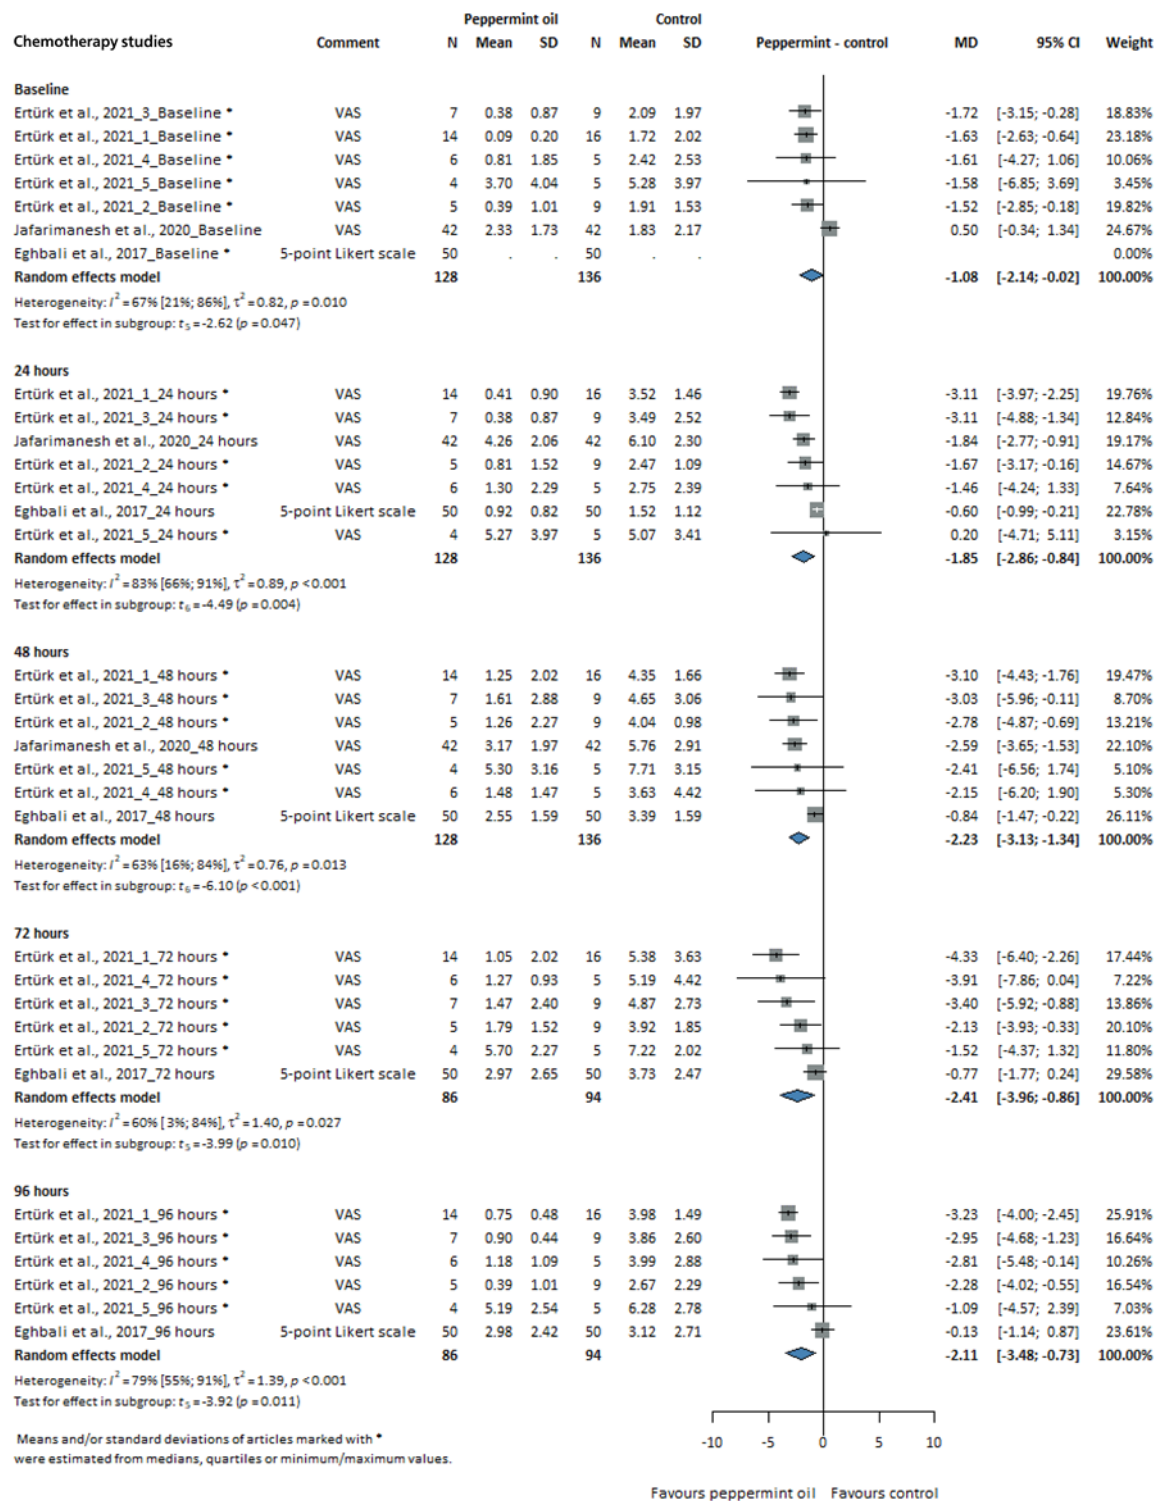 Peppermint oil Control
Chemotherapy studies Comment N Mean SD N Mean SD Peppermint - control MD 95% CI Weight
Baseline
Ertürk et al., 2021_3_Baseline * VAS 7 0.38 0.87 9 2.09 1.97 -1.72 [-3.15; -0.28] 18.83%
Ertürk et al., 2021_1_Baseline * VAS 14 0.09 0.20 16 1.72 2.02 -1.63 [-2.63; -0.64] 23.18%
Ertürk et al., 2021_4_Baseline * VAS 6 0.81 1.85 5 2.42 2.53 -1.61 [-4.27; 1.06] 10.06%
Ertürk et al., 2021_5_Baseline * VAS 4 3.70 4.04 5 5.28 3.97 -1.58 [-6.85; 3.69] 3.45%
Ertürk et al., 2021_2_Baseline * VAS 5 0.39 1.01 9 1.91 1.53 -1.52 [-2.85; -0.18] 19.82%
Jafarimanesh et al., 2020_Baseline VAS 42 2.33 1.73 42 1.83 2.17 0.50 [-0.34; 1.34] 24.67%
Eghbali et al., 2017_Baseline * 5-point Likert scale 50 . . 50 . . 0.00%
Random effects model 128 136 -1.08 [-2.14; -0.02] 100.00%
Heterogeneity: I² = 67% [21%; 86%], τ² = 0.82, p = 0.010
Test for effect in subgroup: t₅ = -2.62 (p = 0.047)
24 hours
Ertürk et al., 2021_1_24 hours * VAS 14 0.41 0.90 16 3.52 1.46 -3.11 [-3.97; -2.25] 19.76%
Ertürk et al., 2021_3_24 hours * VAS 7 0.38 0.87 9 3.49 2.52 -3.11 [-4.88; -1.34] 12.84%
Jafarimanesh et al., 2020_24 hours VAS 42 4.26 2.06 42 6.10 2.30 -1.84 [-2.77; -0.91] 19.17%
Ertürk et al., 2021_2_24 hours * VAS 5 0.81 1.52 9 2.47 1.09 -1.67 [-3.17; -0.16] 14.67%
Ertürk et al., 2021_4_24 hours * VAS 6 1.30 2.29 5 2.75 2.39 -1.46 [-4.24; 1.33] 7.64%
Eghbali et al., 2017_24 hours 5-point Likert scale 50 0.92 0.82 50 1.52 1.12 -0.60 [-0.99; -0.21] 22.78%
Ertürk et al., 2021_5_24 hours * VAS 4 5.27 3.97 5 5.07 3.41 0.20 [-4.71; 5.11] 3.15%
Random effects model 128 136 -1.85 [-2.86; -0.84] 100.00%
Heterogeneity: I² = 83% [66%; 91%], τ² = 0.89, p < 0.001
Test for effect in subgroup: t₆ = -4.49 (p = 0.004)
48 hours
Ertürk et al., 2021_1_48 hours * VAS 14 1.25 2.02 16 4.35 1.66 -3.10 [-4.43; -1.76] 19.47%
Ertürk et al., 2021_3_48 hours * VAS 7 1.61 2.88 9 4.65 3.06 -3.03 [-5.96; -0.11] 8.70%
Ertürk et al., 2021_2_48 hours * VAS 5 1.26 2.27 9 4.04 0.98 -2.78 [-4.87; -0.69] 13.21%
Jafarimanesh et al., 2020_48 hours VAS 42 3.17 1.97 42 5.76 2.91 -2.59 [-3.65; -1.53] 22.10%
Ertürk et al., 2021_5_48 hours * VAS 4 5.30 3.16 5 7.71 3.15 -2.41 [-6.56; 1.74] 5.10%
Ertürk et al., 2021_4_48 hours * VAS 6 1.48 1.47 5 3.63 4.42 -2.15 [-6.20; 1.90] 5.30%
Eghbali et al., 2017_48 hours 5-point Likert scale 50 2.55 1.59 50 3.39 1.59 -0.84 [-1.47; -0.22] 26.11%
Random effects model 128 136 -2.23 [-3.13; -1.34] 100.00%
Heterogeneity: I² = 63% [16%; 84%], τ² = 0.76, p = 0.013
Test for effect in subgroup: t₆ = -6.10 (p < 0.001)
72 hours
Ertürk et al., 2021_1_72 hours * VAS 14 1.05 2.02 16 5.38 3.63 -4.33 [-6.40; -2.26] 17.44%
Ertürk et al., 2021_4_72 hours * VAS 6 1.27 0.93 5 5.19 4.42 -3.91 [-7.86; 0.04] 7.22%
Ertürk et al., 2021_3_72 hours * VAS 7 1.47 2.40 9 4.87 2.73 -3.40 [-5.92; -0.88] 13.86%
Ertürk et al., 2021_2_72 hours * VAS 5 1.79 1.52 9 3.92 1.85 -2.13 [-3.93; -0.33] 20.10%
Ertürk et al., 2021_5_72 hours * VAS 4 5.70 2.27 5 7.22 2.02 -1.52 [-4.37; 1.32] 11.80%
Eghbali et al., 2017_72 hours 5-point Likert scale 50 2.97 2.65 50 3.73 2.47 -0.77 [-1.77; 0.24] 29.58%
Random effects model 86 94 -2.41 [-3.96; -0.86] 100.00%
Heterogeneity: I² = 60% [3%; 84%], τ² = 1.40, p = 0.027
Test for effect in subgroup: t₅ = -3.99 (p = 0.010)
96 hours
Ertürk et al., 2021_1_96 hours * VAS 14 0.75 0.48 16 3.98 1.49 -3.23 [-4.00; -2.45] 25.91%
Ertürk et al., 2021_3_96 hours * VAS 7 0.90 0.44 9 3.86 2.60 -2.95 [-4.68; -1.23] 16.64%
Ertürk et al., 2021_4_96 hours * VAS 6 1.18 1.09 5 3.99 2.88 -2.81 [-5.48; -0.14] 10.26%
Ertürk et al., 2021_2_96 hours * VAS 5 0.39 1.01 9 2.67 2.29 -2.28 [-4.02; -0.55] 16.54%
Ertürk et al., 2021_5_96 hours * VAS 4 5.19 2.54 5 6.28 2.78 -1.09 [-4.57; 2.39] 7.03%
Eghbali et al., 2017_96 hours 5-point Likert scale 50 2.98 2.42 50 3.12 2.71 -0.13 [-1.14; 0.87] 23.61%
Random effects model 86 94 -2.11 [-3.48; -0.73] 100.00%
Heterogeneity: I² = 79% [55%; 91%], τ² = 1.39, p < 0.001
Test for effect in subgroup: t₅ = -3.92 (p = 0.011)
Means and/or standard deviations of articles marked with *
were estimated from medians, quartiles or minimum/maximum values.
-10 -5 0 5 10
Favours peppermint oil Favours control